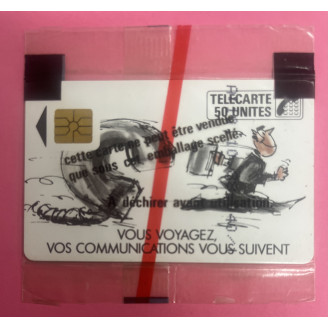 TELECARTE
50 UNITES
cette carte ne peut être vendue
que sous cet emballage scellé.
A déchirer avant utilisation
VOUS VOYAGEZ,
VOS COMMUNICATIONS VOUS SUIVENT